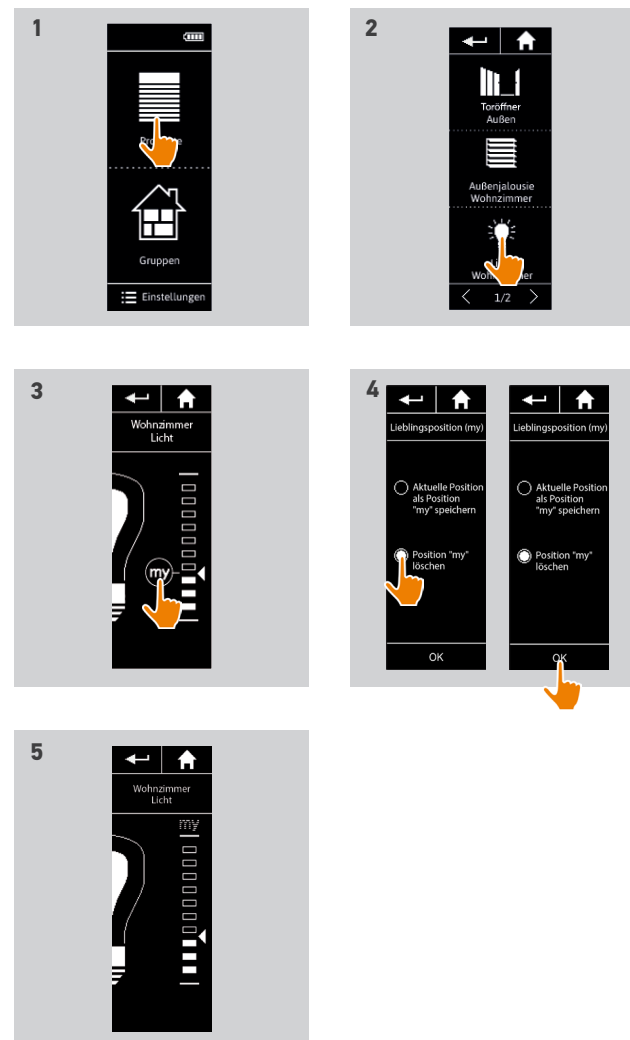 1
Gruppen
Einstellungen
2
Toröffner
Außen
Außenjalousie
Wohnzimmer
1/2
3
Wohnzimmer
Licht
my
4
Lieblingsposition (my)
Aktuelle Position
als Position
"my" speichern
Position "my"
löschen
OK
Lieblingsposition (my)
Aktuelle Position
als Position
"my" speichern
Position "my"
löschen
OK
5
Wohnzimmer
Licht
my